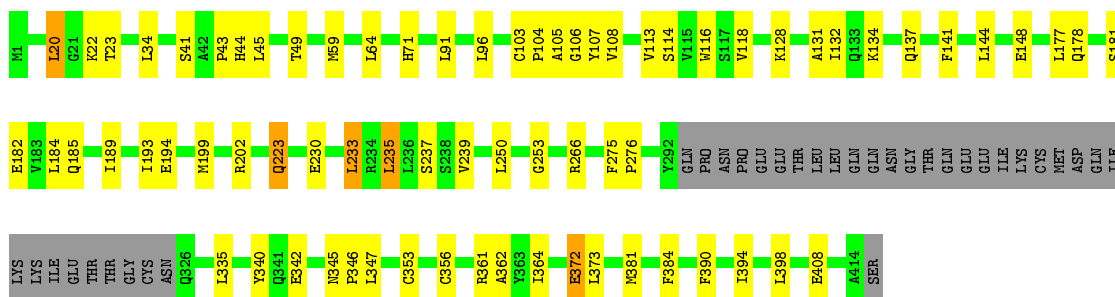 M1 L20 G21 K22 T23 L34 S41 A42 P43 H44 L45 T49 M59 L64 H71 L91 L96 C103 P104 A105 G106 Y107 V108 V113 S114 V115 W116 S117 V118 K128 A131 I132 Q133 K134 Q137 F141 L144 E148 L177 Q178 S181
E182 V183 L184 Q185 I189 I193 E194 M199 R202 Q223 E230 L233 R234 L235 L236 S237 S238 V239 L250 G253 R266 F275 P276 Y292 GLN PRO ASN PRO GLU GLU THR LEU LEU GLN GLN ASN GLY THR GLN GLU GLU ILE LYS CYS MET ASP GLN ILE
LYS LYS ILE GLU THR THR GLY CYS ASN Q326 L335 Y340 Q341 E342 N345 P346 L347 C353 C356 R361 A362 Y363 I364 E372 L373 M381 F384 F390 I394 L398 E408 A414 SER